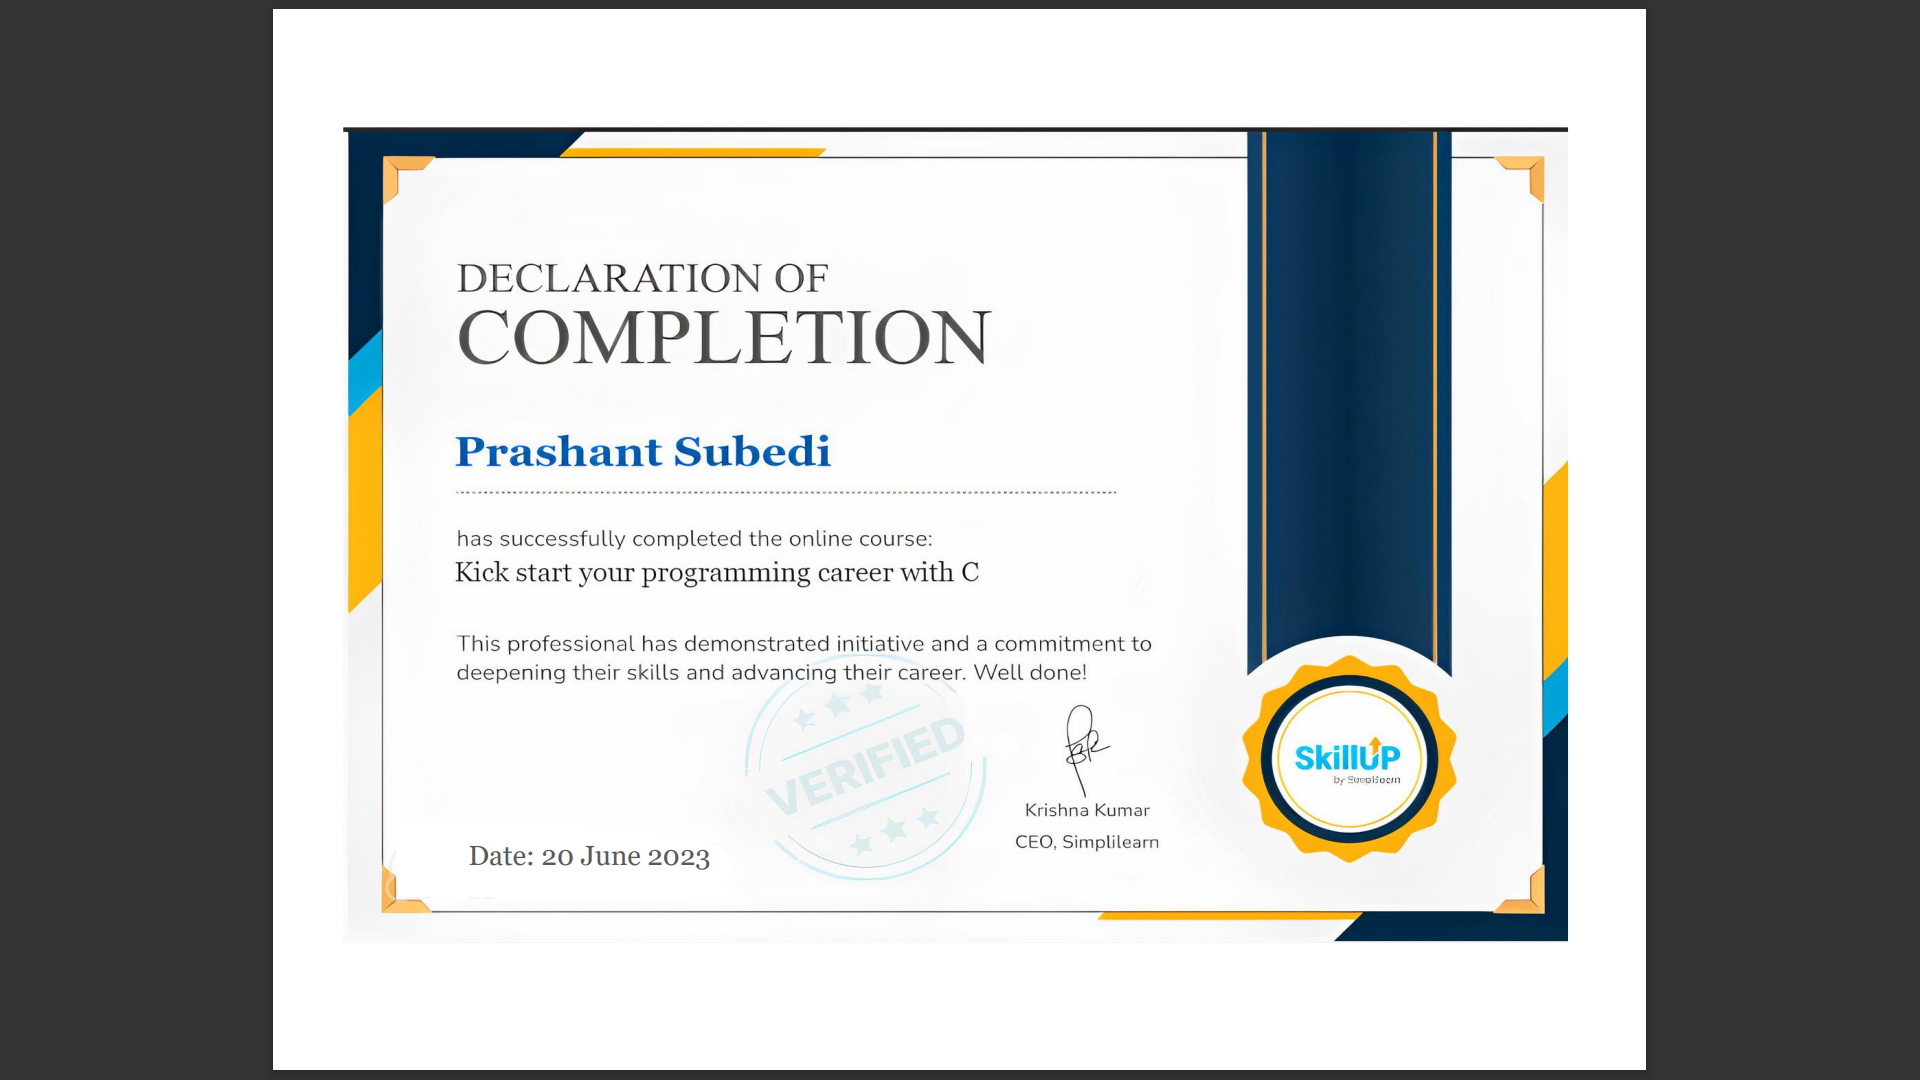 DECLARATION OF
COMPLETION
Prashant Subedi
has successfully completed the online course:
Kick start your programming career with C
This professional has demonstrated initiative and a commitment to
deepening their skills and advancing their career. Well done!
VERIFIED
Krishna Kumar
CEO, Simplilearn
Date: 20 June 2023
SkillUP
by Simplilearn